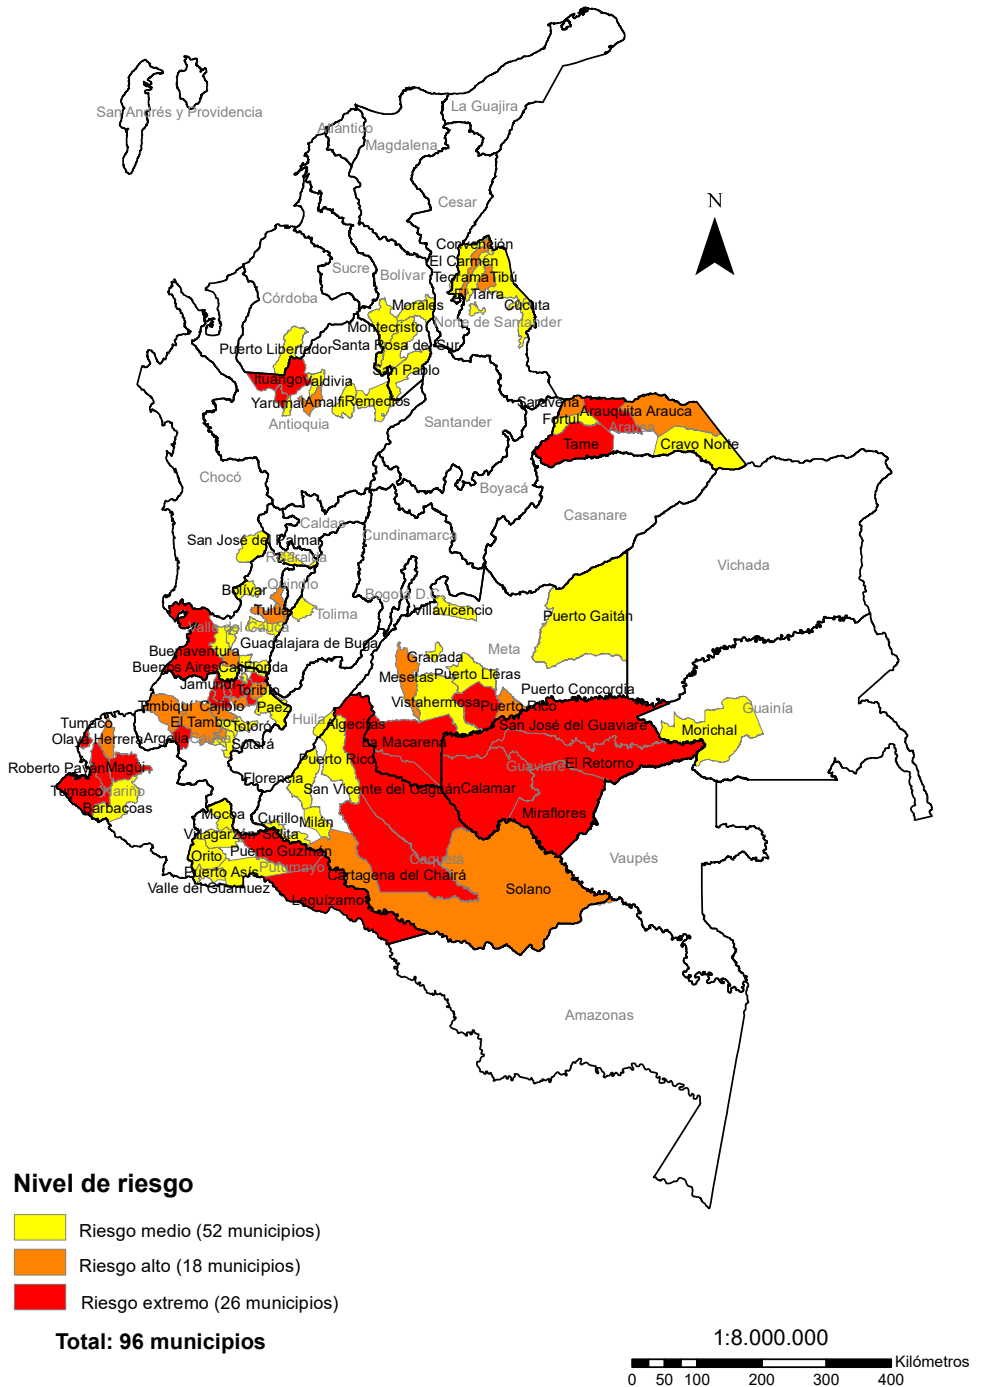 La Guajira
San Andrés y Providencia
Atlántico
Magdalena
Cesar
N
Convención
El Carmen
Sucre
Bolívar
Teorama
Tibú
El Tarra
Córdoba
Morales
Cúcuta
Norte de Santander
Montecristo
Santa Rosa del Sur
Puerto Libertador
San Pablo
Ituango
Valdivia
Yarumal
Amalfi
Remedios
Antioquia
Saravena
Arauquita
Arauca
Fortul
Arauca
Santander
Tame
Cravo Norte
Chocó
Boyacá
Casanare
Caldas
Cundinamarca
San José del Palmar
Risaralda
Vichada
Quindío
Bolívar
Bogotá D.C.
Tuluá
Tolima
Villavicencio
Puerto Gaitán
Valle del Cauca
Guadalajara de Buga
Buenaventura
Meta
Granada
Buenos Aires
Cali
Florida
Mesetas
Puerto Lleras
Jamundí
Toribío
Puerto Concordia
Timbiquí
Cajibío
Páez
Vistahermosa
Puerto Rico
Guainía
Tumaco
El Tambo
Totoró
Huila
Algeciras
San José del Guaviare
Morichal
Olaya Herrera
Argelia
Cauca
Sotará
La Macarena
Roberto Payán
Magüí
Puerto Rico
Guaviare
El Retorno
Florencia
Tumaco
Nariño
San Vicente del Caguán
Calamar
Barbacoas
Mocoa
Curillo
Milán
Miraflores
Villagarzón
Solita
Orito
Puerto Guzmán
Caquetá
Vaupés
Puerto Asís
Putumayo
Cartagena del Chairá
Valle del Guamuez
Solano
Leguízamo
Amazonas
Nivel de riesgo
Riesgo medio (52 municipios)
Riesgo alto (18 municipios)
Riesgo extremo (26 municipios)
Total: 96 municipios
1:8.000.000
Kilómetros
0 50 100 200 300 400